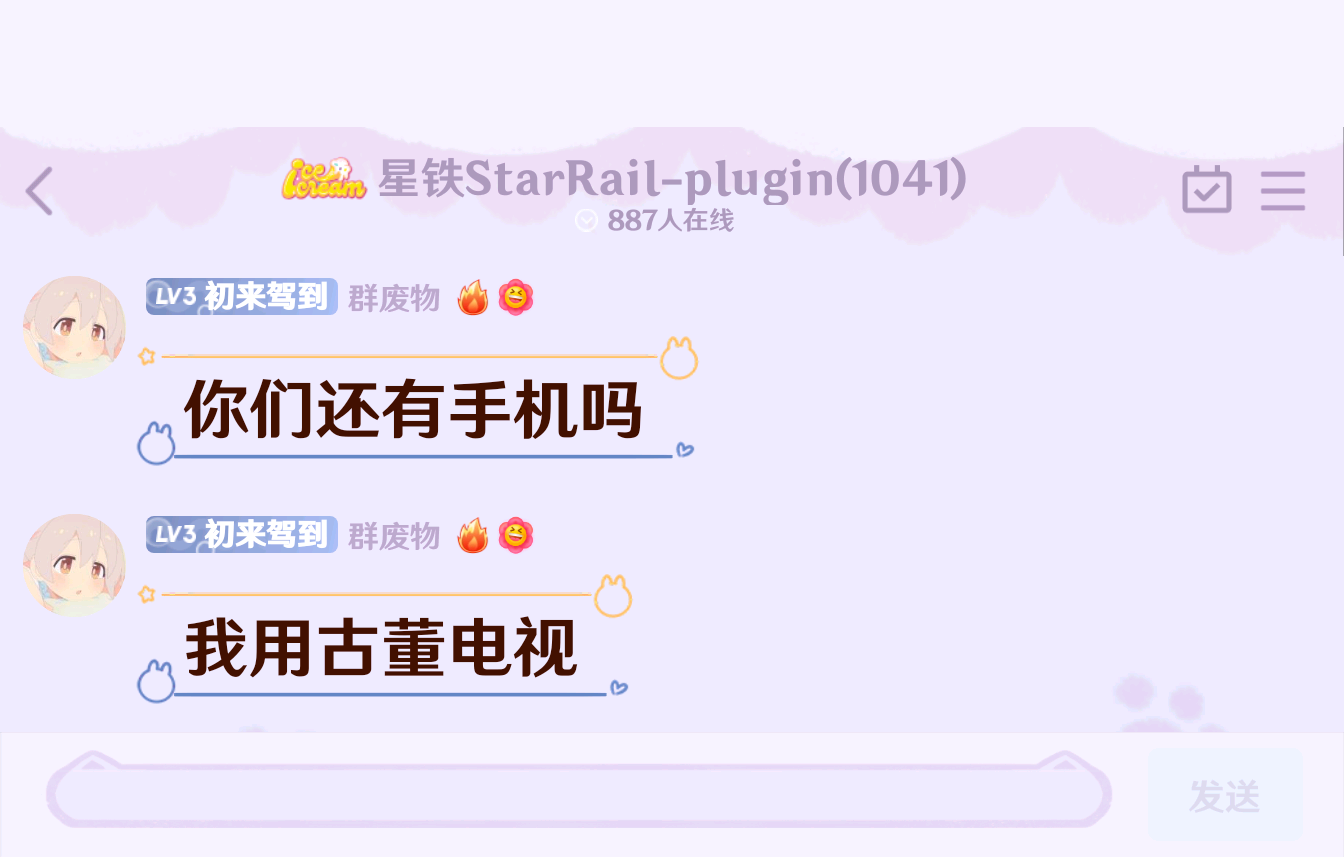 ice cream 星铁StarRail-plugin(1041)
887人在线
LV3 初来驾到 群废物
你们还有手机吗
LV3 初来驾到 群废物
我用古董电视
发送